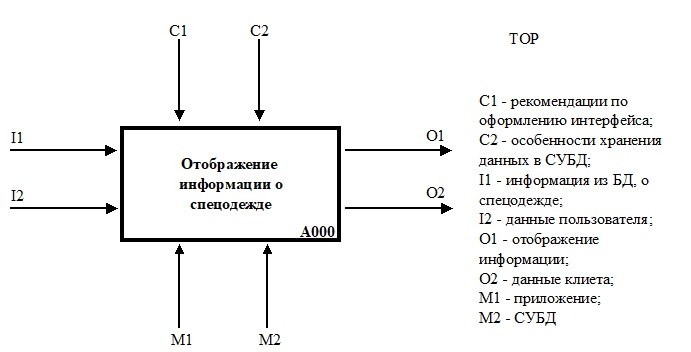 C1
C2
TOP
I1
I2
Отображение
информации о
спецодежде
A000
O1
O2
M1
M2
C1 - рекомендации по
оформлению интерфейса;
C2 - особенности хранения
данных в СУБД;
I1 - информация из БД, о
спецодежде;
I2 - данные пользователя;
O1 - отображение
информации;
O2 - данные клиета;
M1 - приложение;
M2 - СУБД